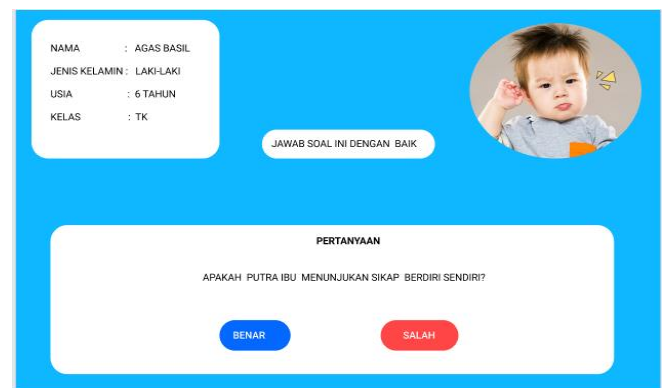 NAMA : AGAS BASIL
JENIS KELAMIN : LAKI-LAKI
USIA : 6 TAHUN
KELAS : TK
JAWAB SOAL INI DENGAN BAIK
PERTANYAAN
APAKAH PUTRA IBU MENUNJUKAN SIKAP BERDIRI SENDIRI?
BENAR
SALAH